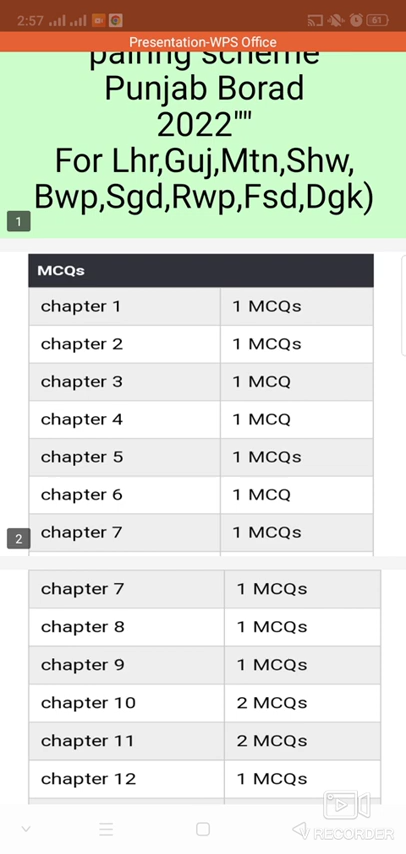 2:57
61
Presentation-WPS Office
pairing scheme
Punjab Borad
2022""
For Lhr,Guj,Mtn,Shw,
Bwp,Sgd,Rwp,Fsd,Dgk)
1
MCQs
chapter 1 1 MCQs
chapter 2 1 MCQs
chapter 3 1 MCQ
chapter 4 1 MCQ
chapter 5 1 MCQs
chapter 6 1 MCQ
chapter 7 1 MCQs
2
chapter 7 1 MCQs
chapter 8 1 MCQs
chapter 9 1 MCQs
chapter 10 2 MCQs
chapter 11 2 MCQs
chapter 12 1 MCQs
RECORDER